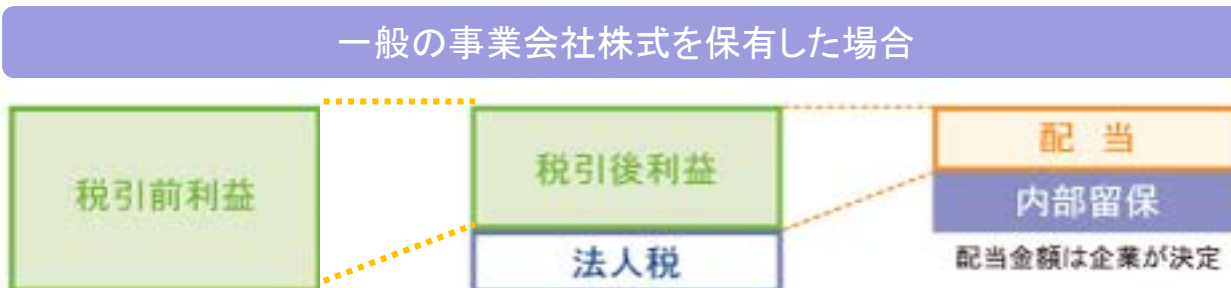 一般の事業会社株式を保有した場合
税引前利益
税引後利益
法人税
配 当
内部留保
配当金額は企業が決定